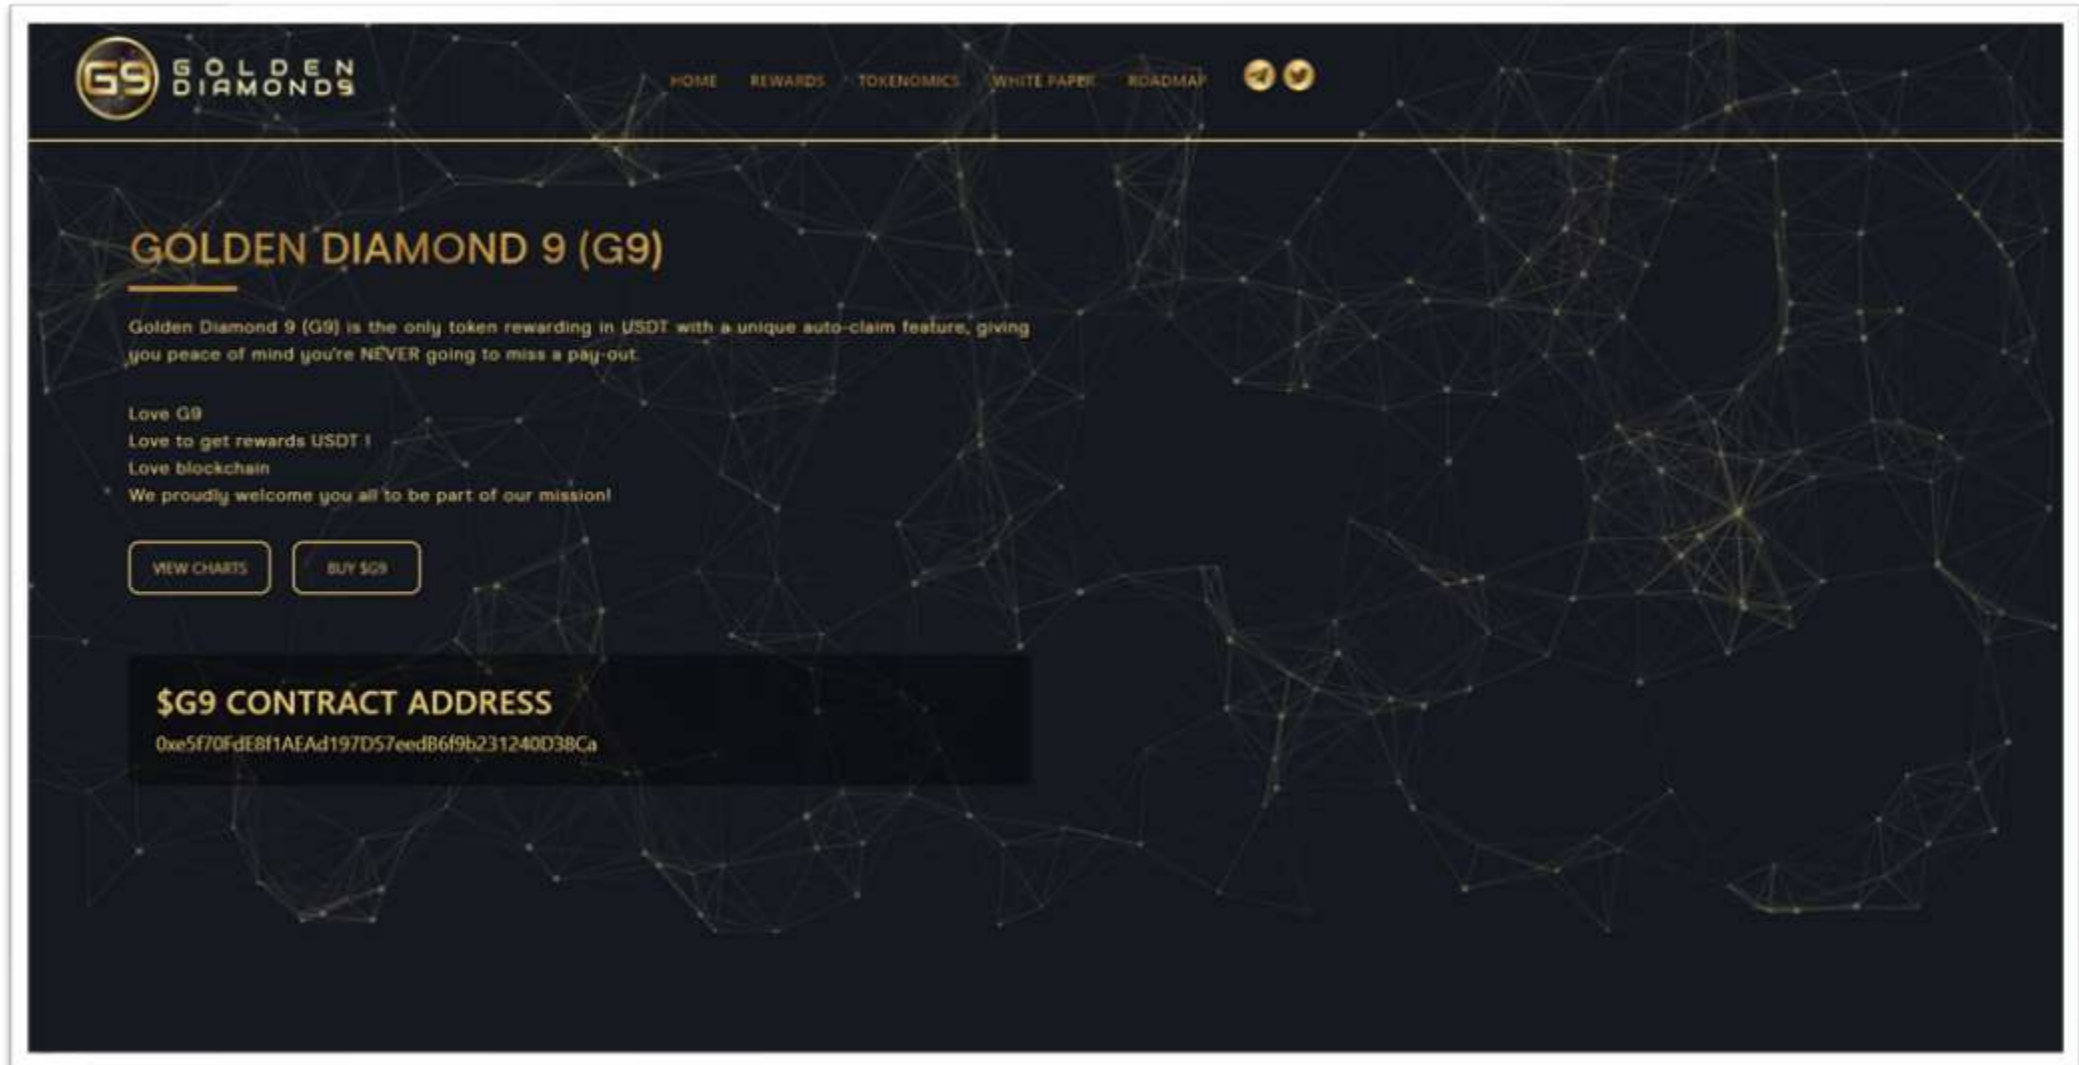 G9 GOLDEN
DIAMONDS
HOME REWARDS TOKENOMICS WHITE PAPER ROADMAP
GOLDEN DIAMOND 9 (G9)
Golden Diamond 9 (G9) is the only token rewarding in USDT with a unique auto-claim feature, giving
you peace of mind you're NEVER going to miss a pay-out.
Love G9
Love to get rewards USDT !
Love blockchain
We proudly welcome you all to be part of our mission!
VIEW CHARTS BUY $G9
$G9 CONTRACT ADDRESS
0xe5f70FdE8f1AEAd197D57eedB6f9b231240D38Ca